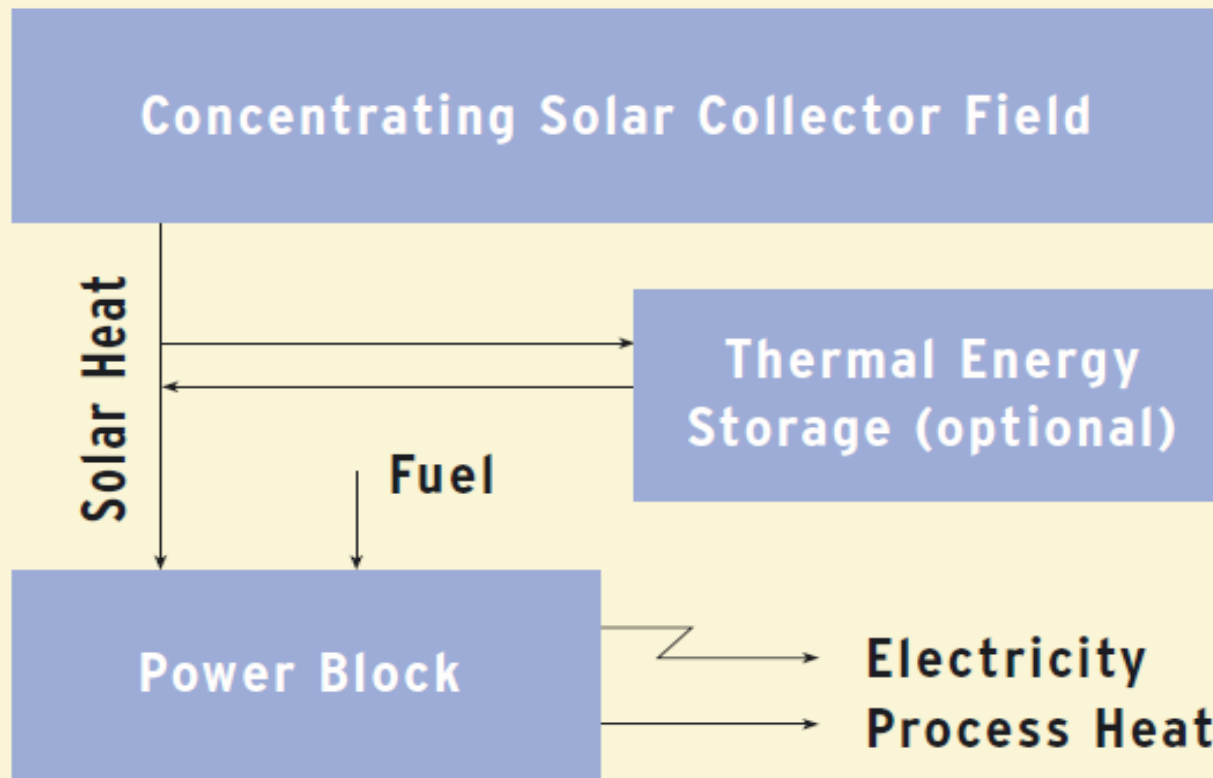 Concentrating Solar Collector Field
Solar Heat
Thermal Energy
Storage (optional)
Fuel
Power Block
Electricity
Process Heat